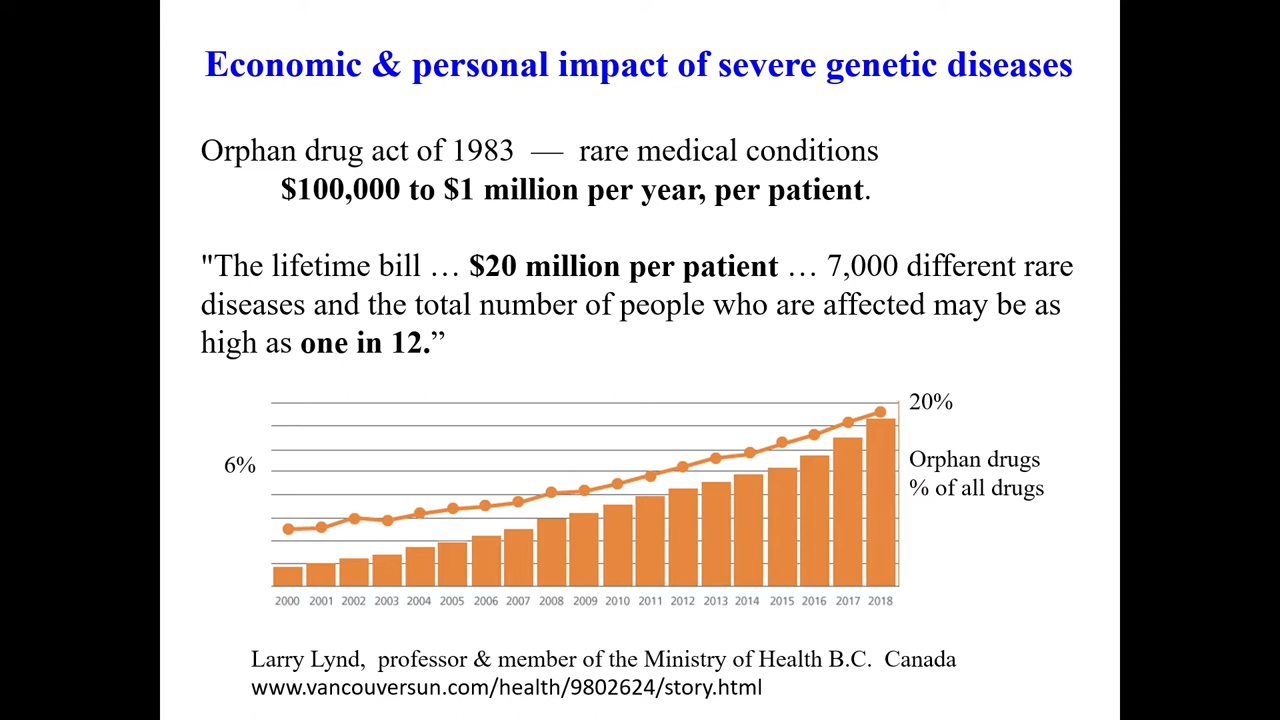 Economic & personal impact of severe genetic diseases
Orphan drug act of 1983 — rare medical conditions
$100,000 to $1 million per year, per patient.
"The lifetime bill … $20 million per patient … 7,000 different rare
diseases and the total number of people who are affected may be as
high as one in 12.”
20%
6%
Orphan drugs
% of all drugs
2000 2001 2002 2003 2004 2005 2006 2007 2008 2009 2010 2011 2012 2013 2014 2015 2016 2017 2018
Larry Lynd, professor & member of the Ministry of Health B.C. Canada
www.vancouversun.com/health/9802624/story.html